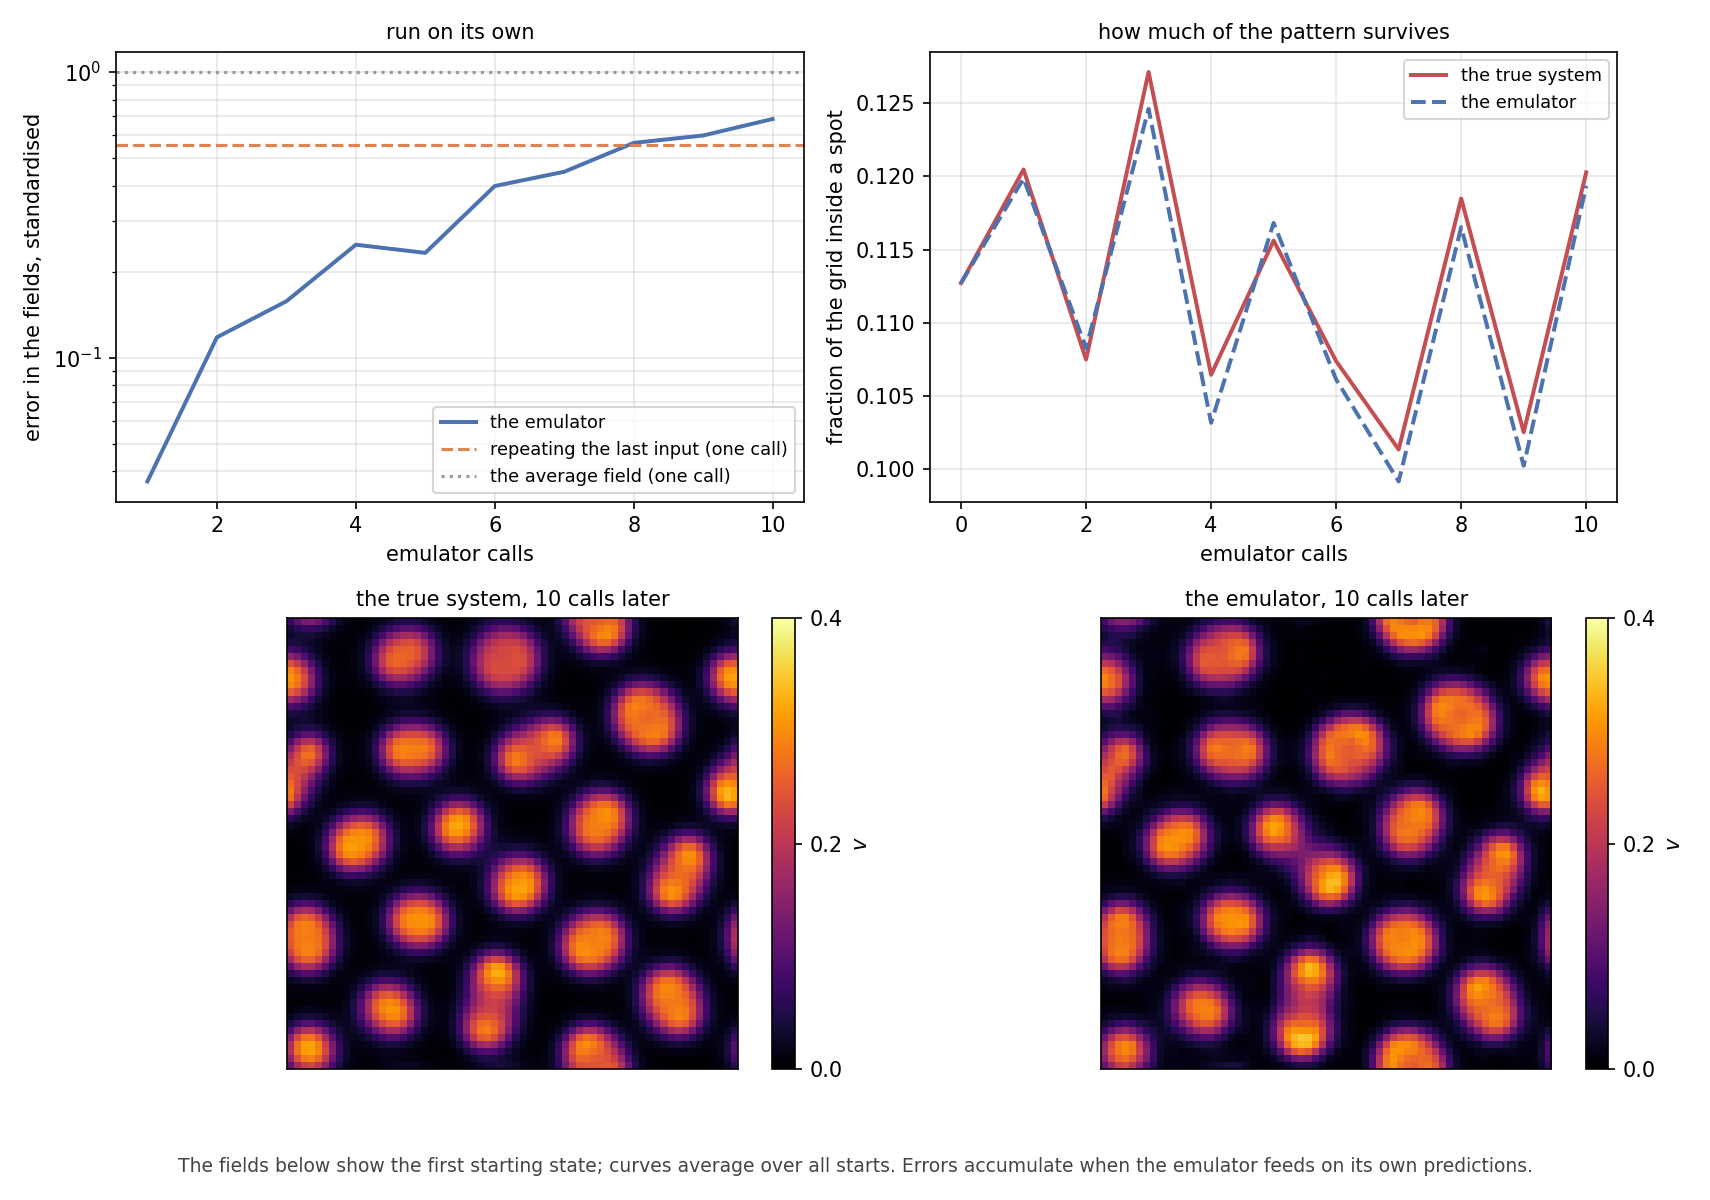 run on its own
error in the fields, standardised
10⁰
10⁻¹
2
4
6
8
10
emulator calls
the emulator
repeating the last input (one call)
the average field (one call)
how much of the pattern survives
fraction of the grid inside a spot
0.125
0.120
0.115
0.110
0.105
0.100
0
2
4
6
8
10
emulator calls
the true system
the emulator
the true system, 10 calls later
0.4
0.2
0.0
v
the emulator, 10 calls later
0.4
0.2
0.0
v
The fields below show the first starting state; curves average over all starts. Errors accumulate when the emulator feeds on its own predictions.